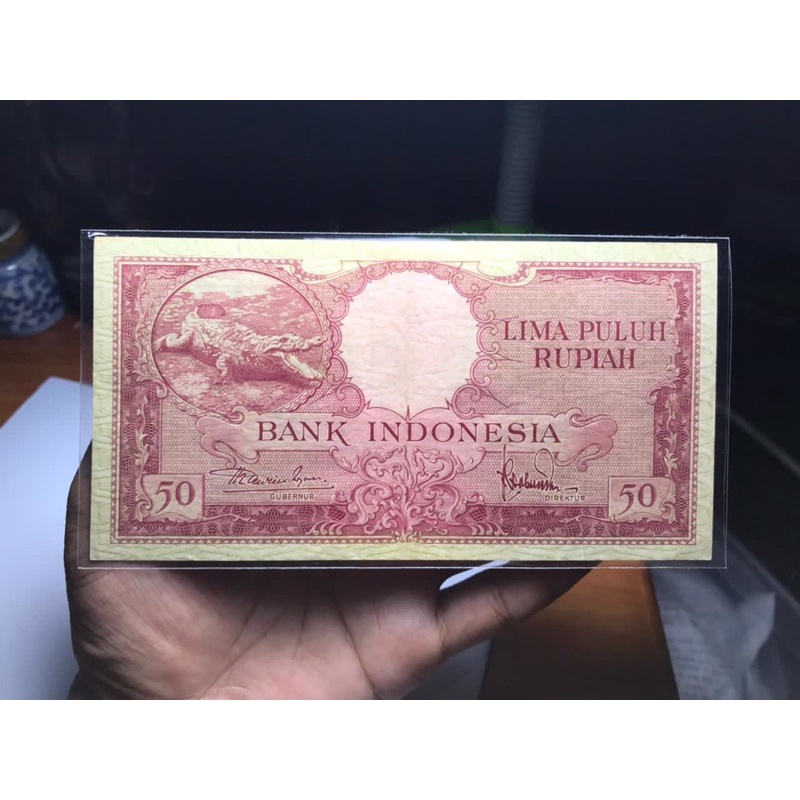 LIMA PULUH
RUPIAH
BANK INDONESIA
GUBERNUR
DIREKTUR
50
50